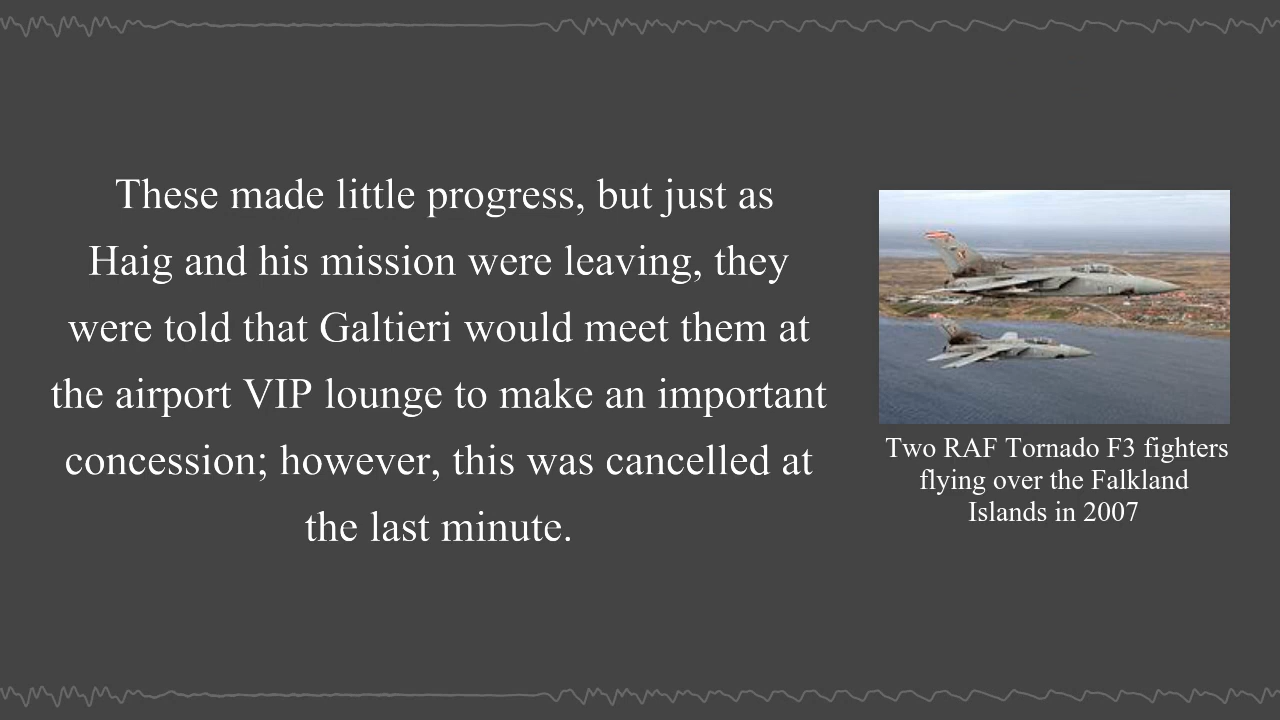 These made little progress, but just as
Haig and his mission were leaving, they
were told that Galtieri would meet them at
the airport VIP lounge to make an important
concession; however, this was cancelled at
the last minute.
Two RAF Tornado F3 fighters
flying over the Falkland
Islands in 2007